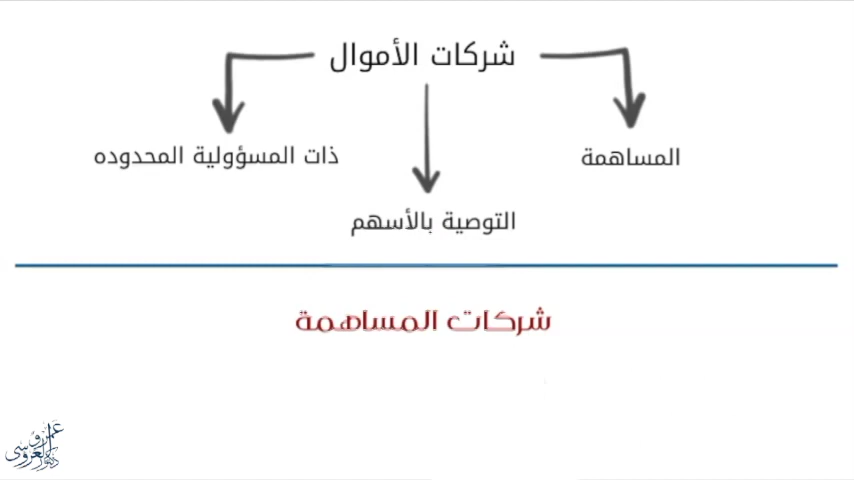 شركات الأموال
المساهمة
ذات المسؤولية المحدوده
التوصية بالأسهم
شركات المساهمة